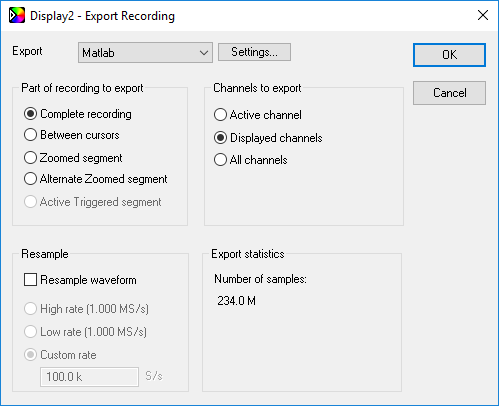 Display2 - Export Recording
Export
Matlab
Settings...
OK
Cancel
Part of recording to export
Complete recording
Between cursors
Zoomed segment
Alternate Zoomed segment
Active Triggered segment
Channels to export
Active channel
Displayed channels
All channels
Resample
Resample waveform
High rate (1.000 MS/s)
Low rate (1.000 MS/s)
Custom rate
100.0 k S/s
Export statistics
Number of samples:
234.0 M